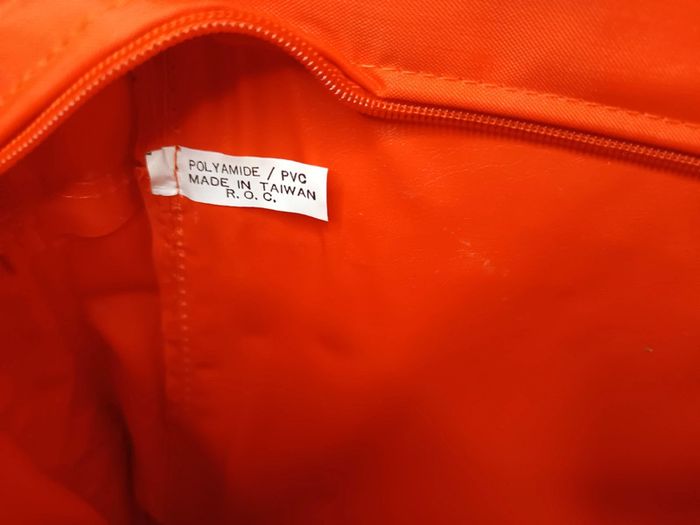 POLYAMIDE / PVC
MADE IN TAIWAN
R. O. C.